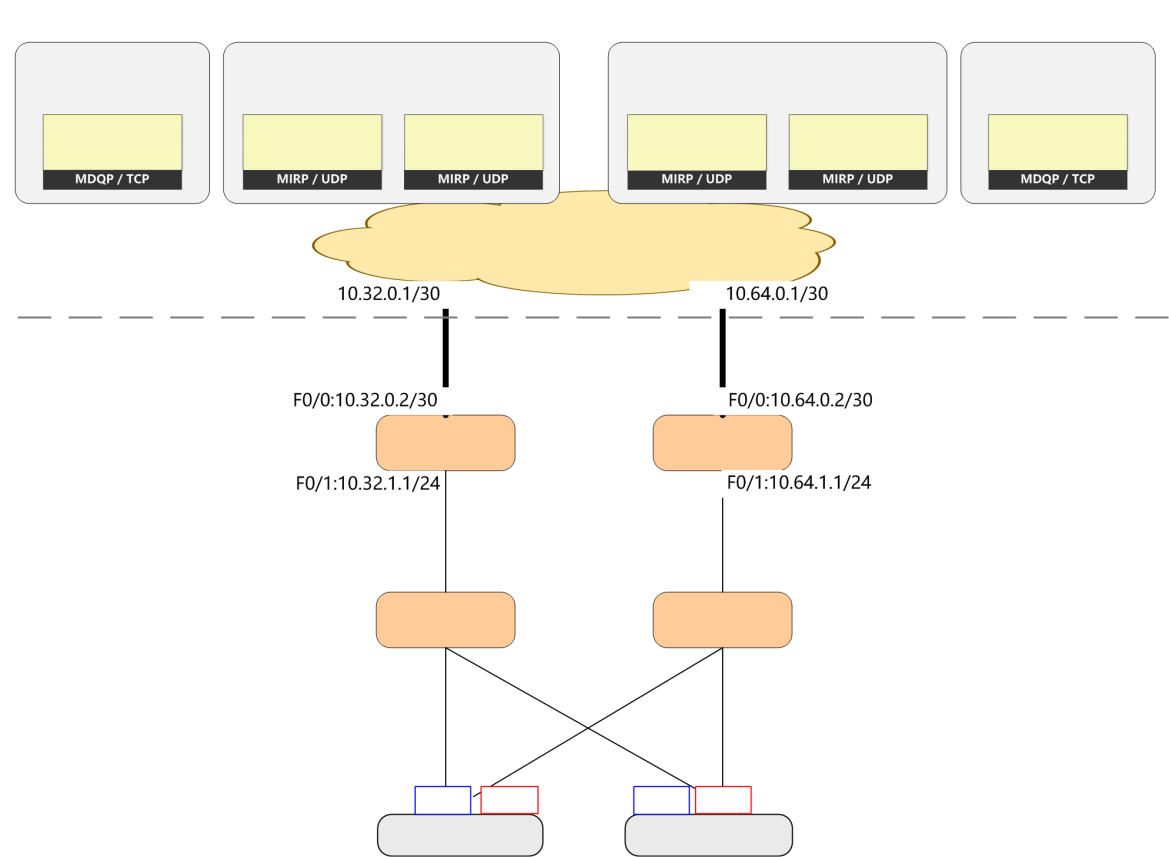 MDQP / TCP
MIRP / UDP
MIRP / UDP
MIRP / UDP
MIRP / UDP
MDQP / TCP
10.32.0.1/30
10.64.0.1/30
F0/0:10.32.0.2/30
F0/0:10.64.0.2/30
F0/1:10.32.1.1/24
F0/1:10.64.1.1/24